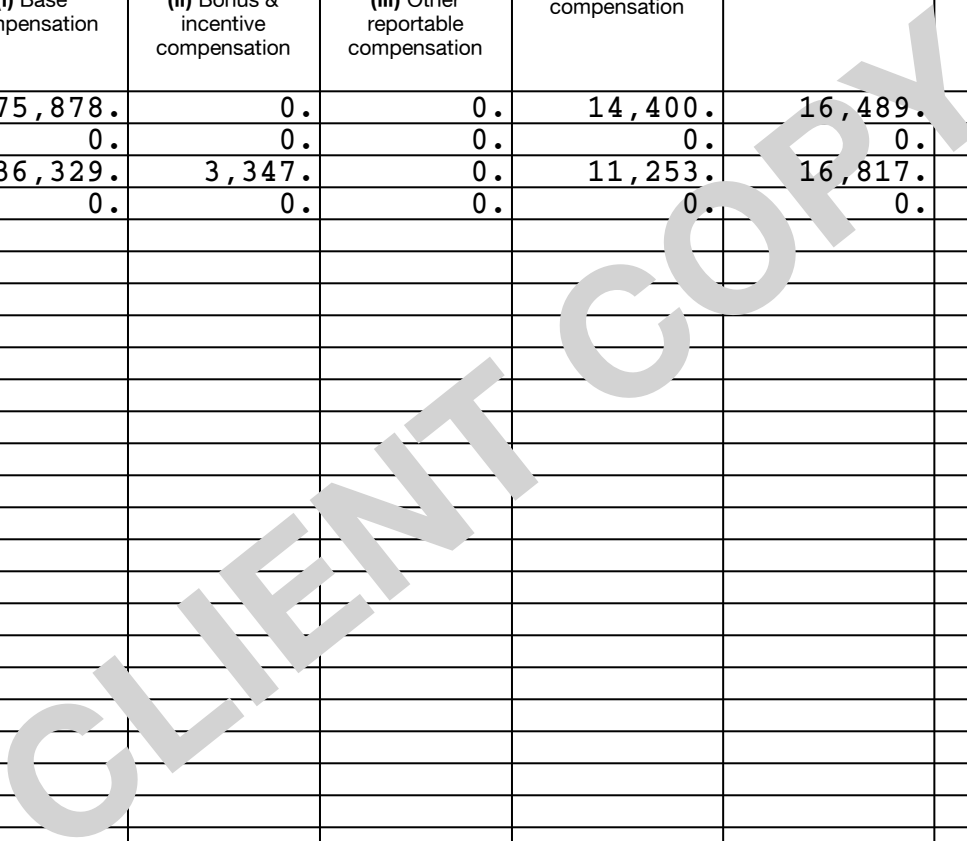 (i) Base (ii) Bonus & (iii) Other compensation
compensation incentive reportable
compensation compensation
75,878. 0. 0. 14,400. 16,489.
0. 0. 0. 0. 0.
36,329. 3,347. 0. 11,253. 16,817.
0. 0. 0. 0. 0.
CLIENT COPY